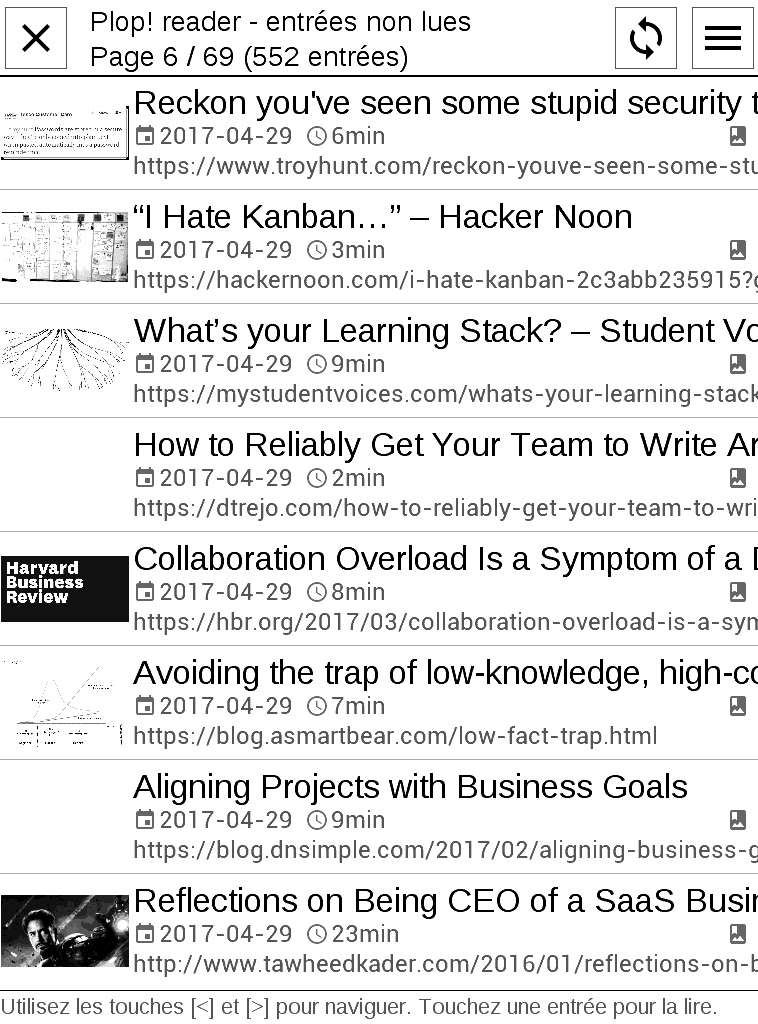 Plop! reader - entrées non lues
Page 6 / 69 (552 entrées)
Reckon you've seen some stupid security t
2017-04-29 6min
https://www.troyhunt.com/reckon-youve-seen-some-stu
“I Hate Kanban…” – Hacker Noon
2017-04-29 3min
https://hackernoon.com/i-hate-kanban-2c3abb235915?g
What’s your Learning Stack? – Student Vo
2017-04-29 9min
https://mystudentvoices.com/whats-your-learning-stack
How to Reliably Get Your Team to Write Ar
2017-04-29 2min
https://dtrejo.com/how-to-reliably-get-your-team-to-wri
Harvard
Business
Review
Collaboration Overload Is a Symptom of a D
2017-04-29 8min
https://hbr.org/2017/03/collaboration-overload-is-a-sym
Avoiding the trap of low-knowledge, high-co
2017-04-29 7min
https://blog.asmartbear.com/low-fact-trap.html
Aligning Projects with Business Goals
2017-04-29 9min
https://blog.dnsimple.com/2017/02/aligning-business-g
Reflections on Being CEO of a SaaS Busin
2017-04-29 23min
http://www.tawheedkader.com/2016/01/reflections-on-b
Utilisez les touches [<] et [>] pour naviguer. Touchez une entrée pour la lire.